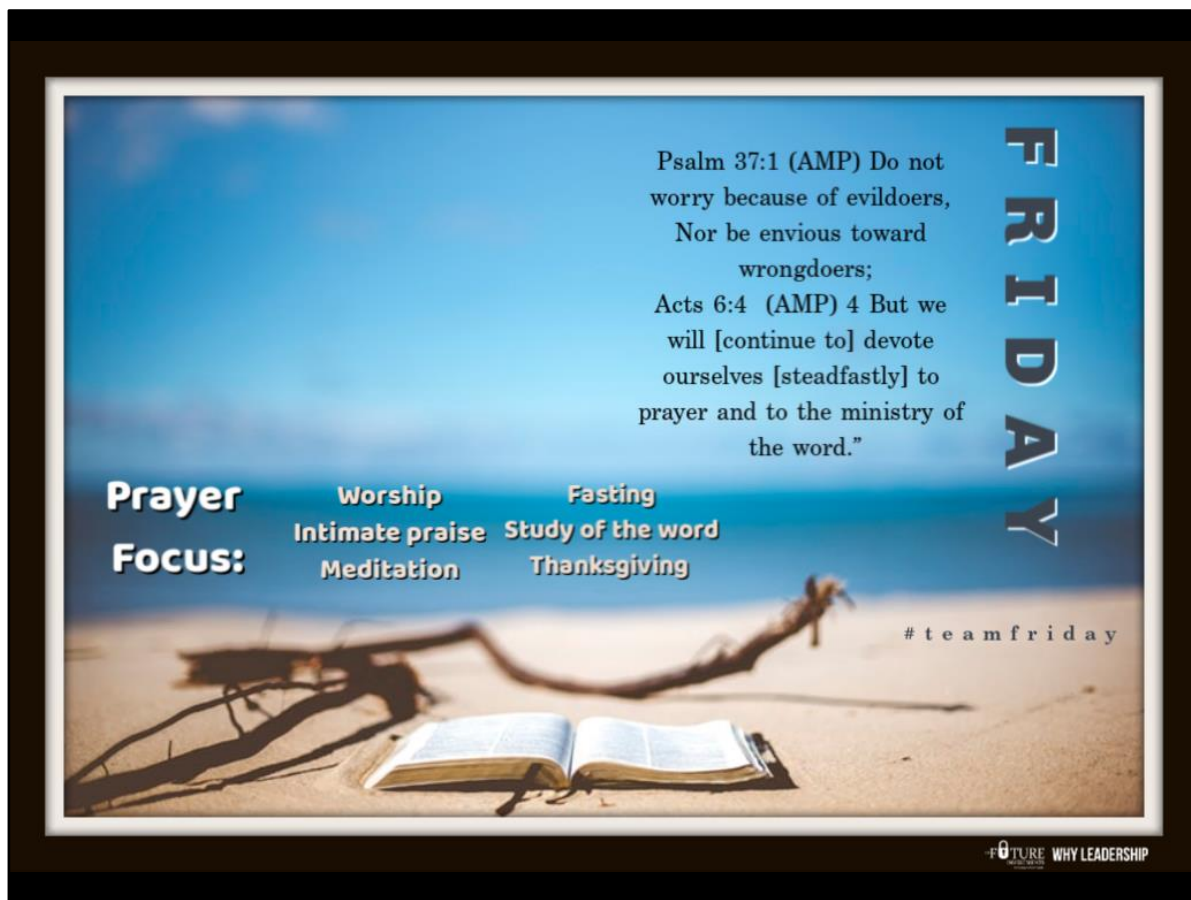 Psalm 37:1 (AMP) Do not
worry because of evildoers,
Nor be envious toward
wrongdoers;
Acts 6:4 (AMP) 4 But we
will [continue to] devote
ourselves [steadfastly] to
prayer and to the ministry of
the word.”
FRIDAY
Prayer
Focus:
Worship
Intimate praise
Meditation
Fasting
Study of the word
Thanksgiving
#teamfriday
FUTURE
WHY LEADERSHIP